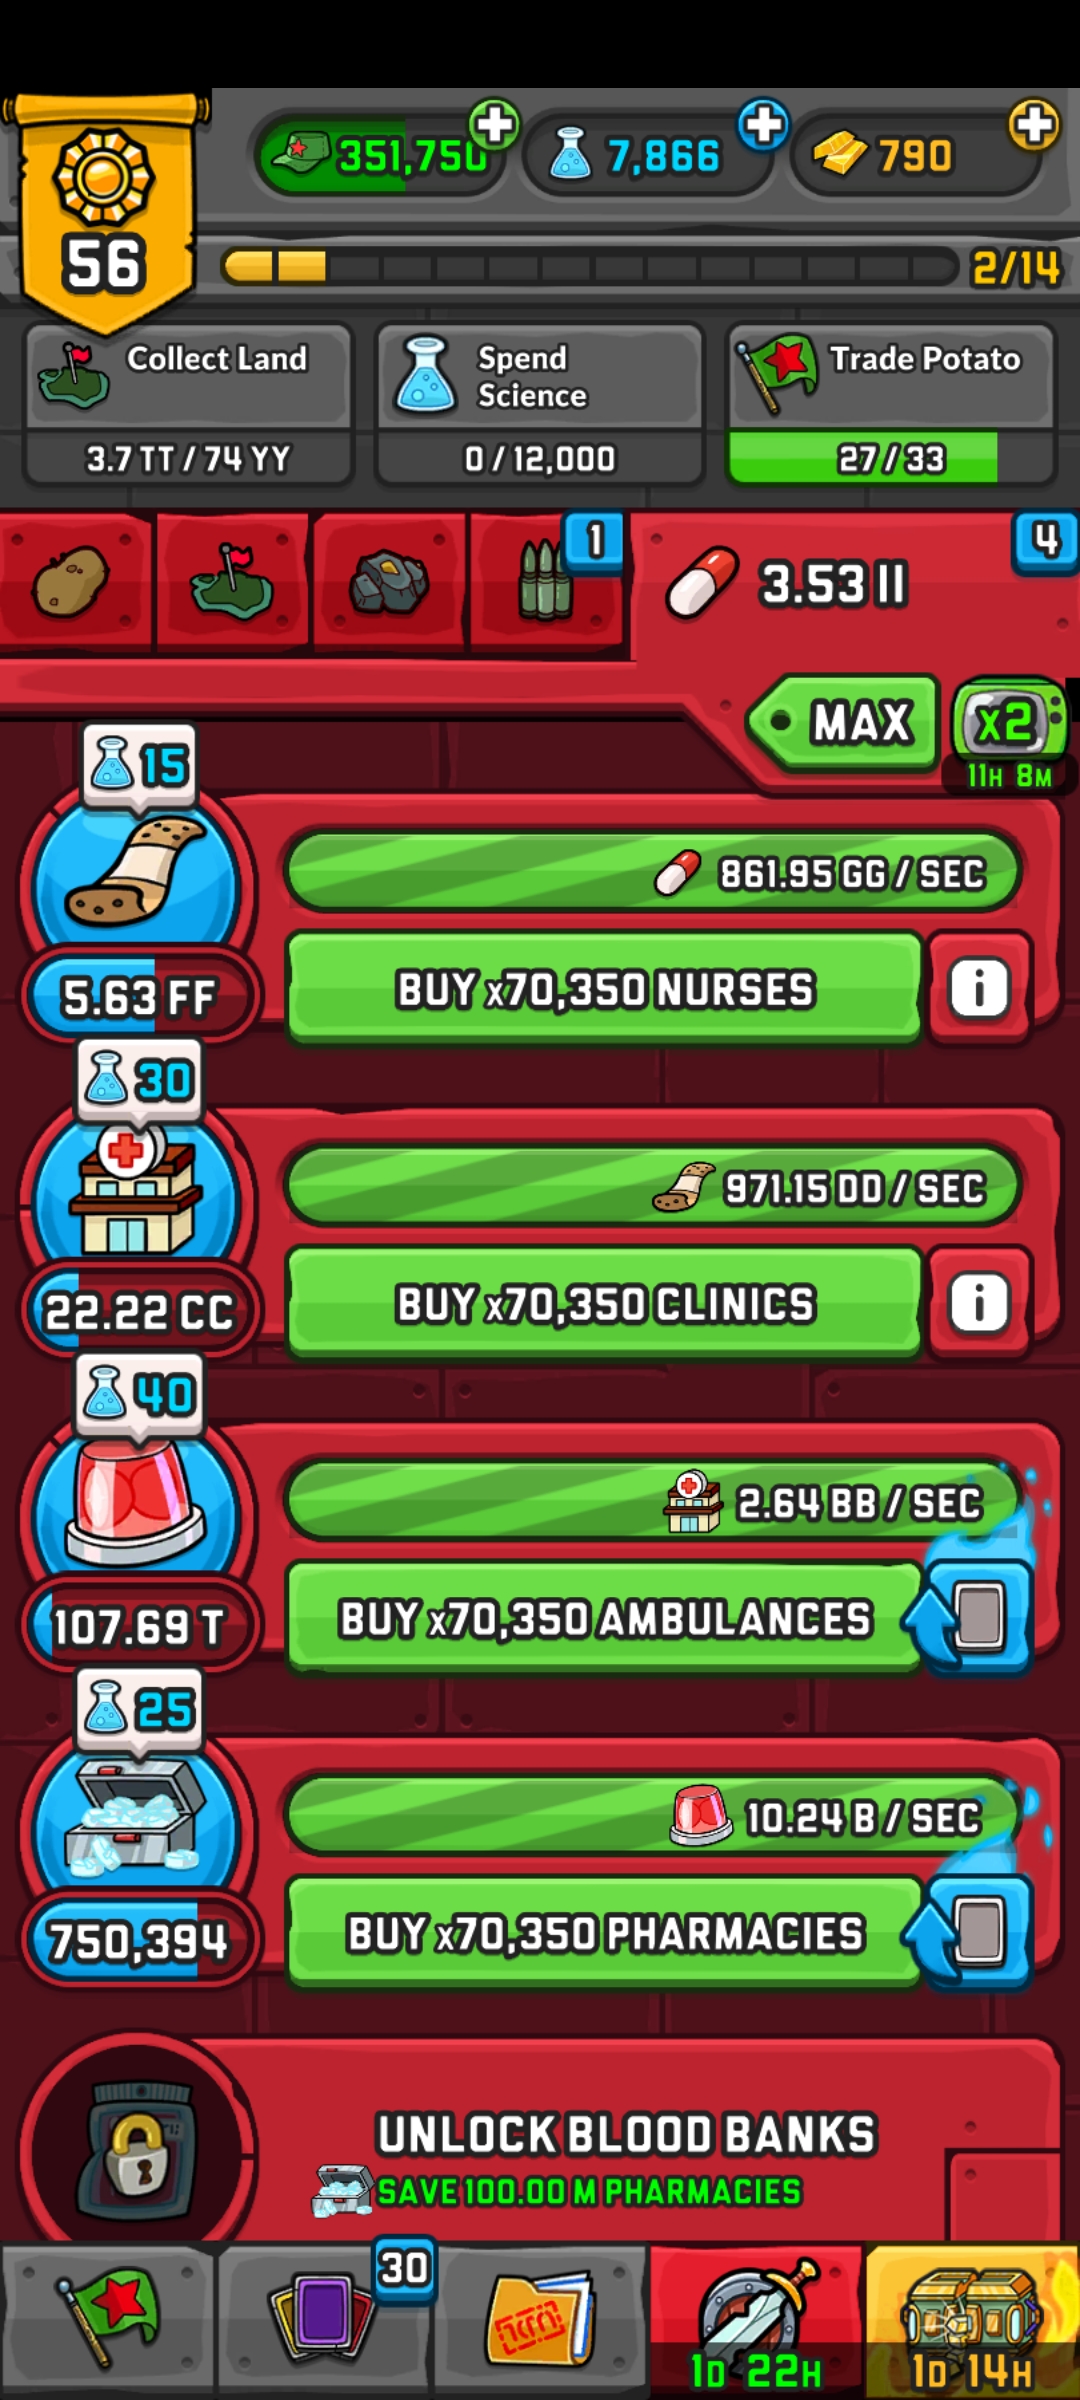 56
351,750
7,866
790
2/14
Collect Land
3.7 TT / 74 YY
Spend
Science
0 / 12,000
Trade Potato
27 / 33
1
3.53 II
4
MAX
x2
11H 8M
15
861.95 GG / SEC
5.63 FF
BUY x70,350 NURSES
i
30
971.15 DD / SEC
22.22 CC
BUY x70,350 CLINICS
i
40
2.64 BB / SEC
107.69 T
BUY x70,350 AMBULANCES
25
10.24 B / SEC
750,394
BUY x70,350 PHARMACIES
UNLOCK BLOOD BANKS
SAVE 100.00 M PHARMACIES
30
1D 22H
1D 14H